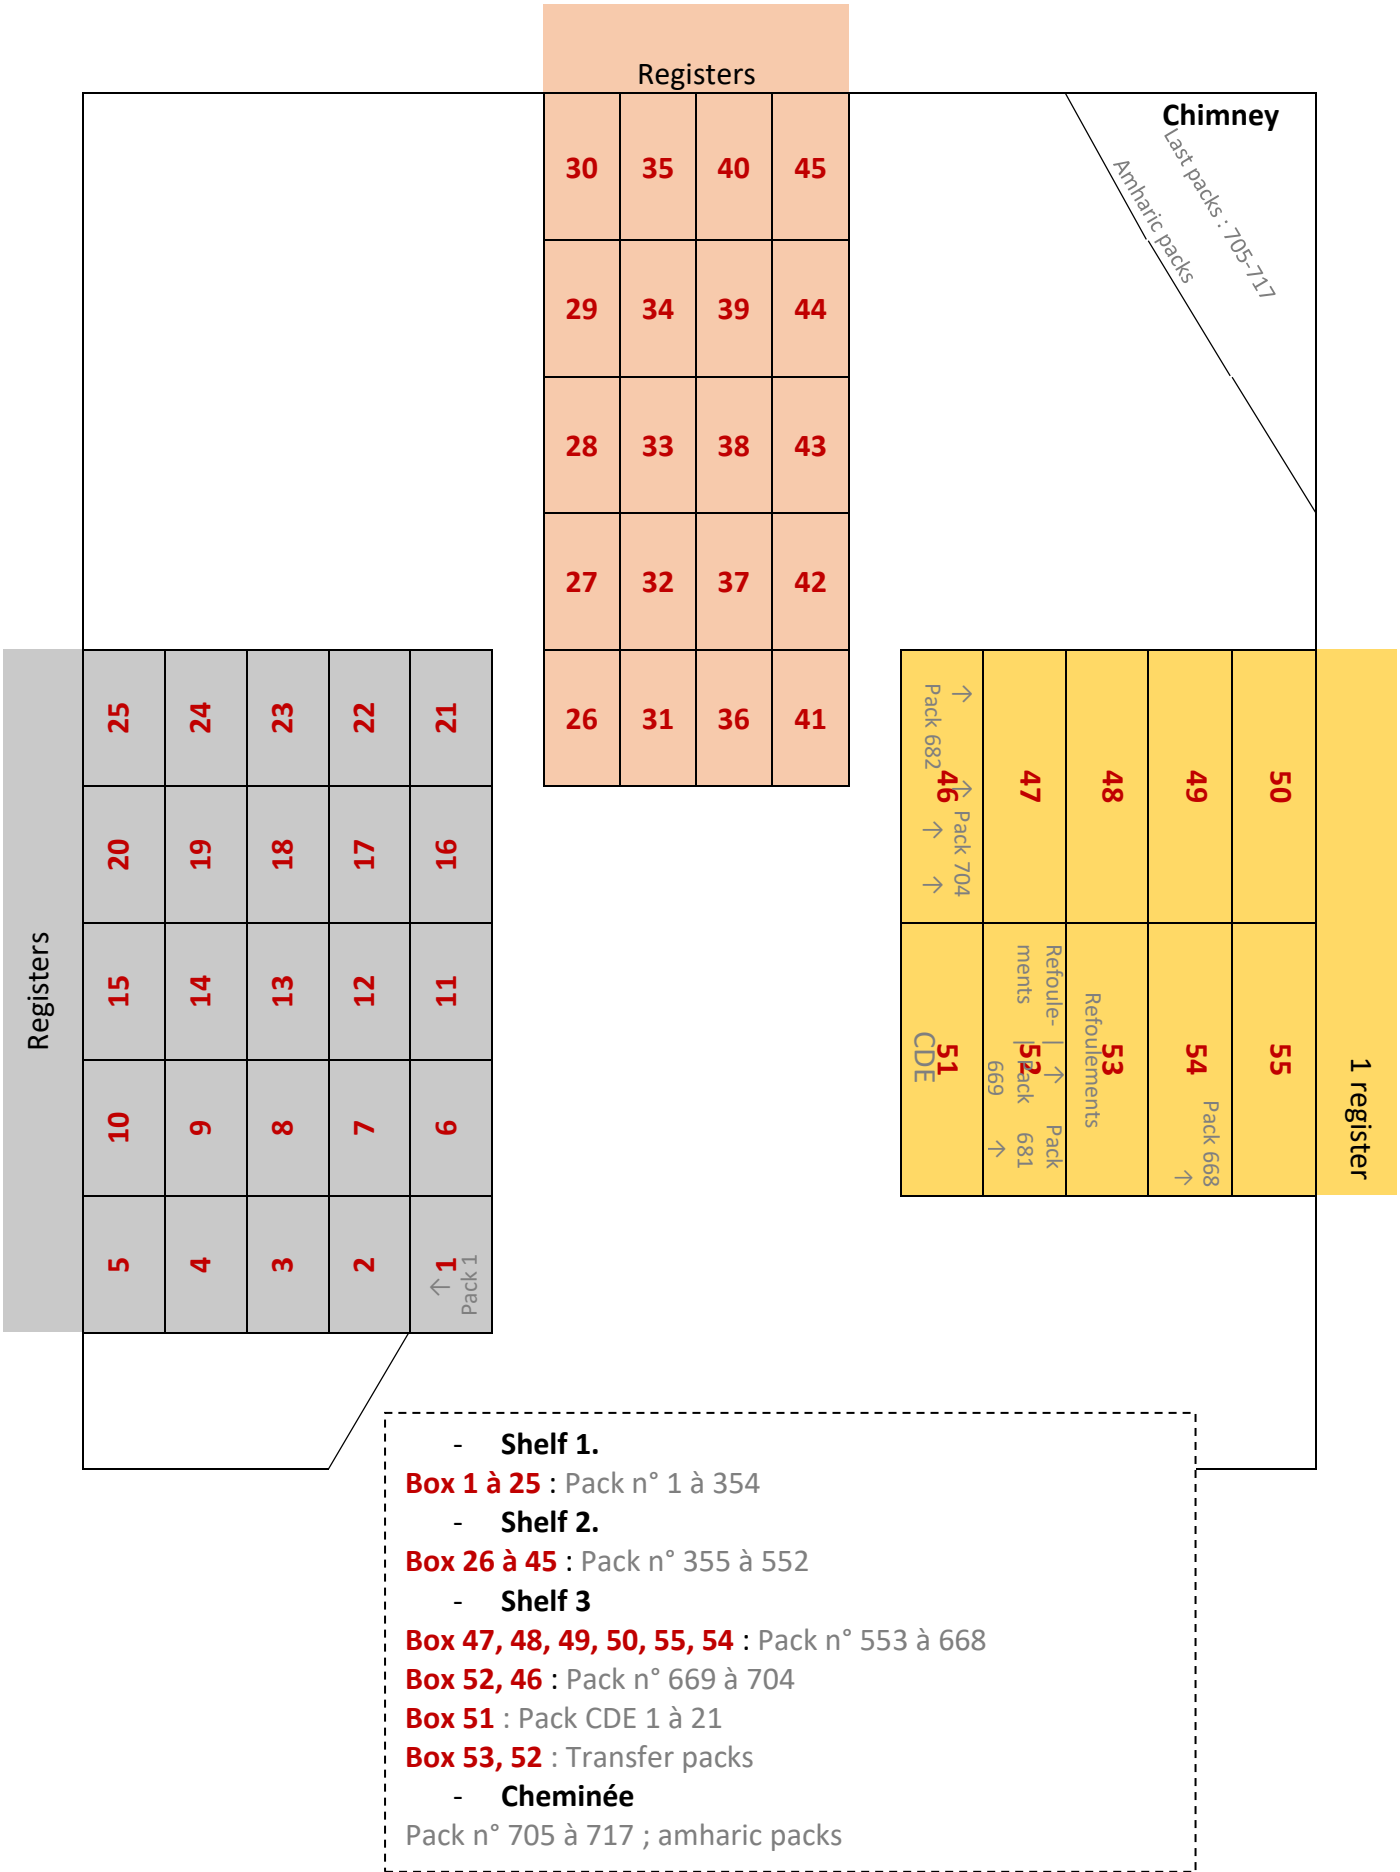 Registers
Chimney
Last packs : 705-717
Amharic packs
30 35 40 45
29 34 39 44
28 33 38 43
27 32 37 42
26 31 36 41
Registers
25 24 23 22 21
20 19 18 17 16
15 14 13 12 11
10 9 8 7 6
5 4 3 2 1
↑
Pack 1
46 47 48 49 50
→
Pack 682
→ Pack 704
→ →
51 52 53 54 55
CDE
Refoule- | → Pack
ments | Pack 681
669 →
Refoulements
Pack 668
→
1 register
- Shelf 1.
Box 1 à 25 : Pack n° 1 à 354
- Shelf 2.
Box 26 à 45 : Pack n° 355 à 552
- Shelf 3
Box 47, 48, 49, 50, 55, 54 : Pack n° 553 à 668
Box 52, 46 : Pack n° 669 à 704
Box 51 : Pack CDE 1 à 21
Box 53, 52 : Transfer packs
- Cheminée
Pack n° 705 à 717 ; amharic packs